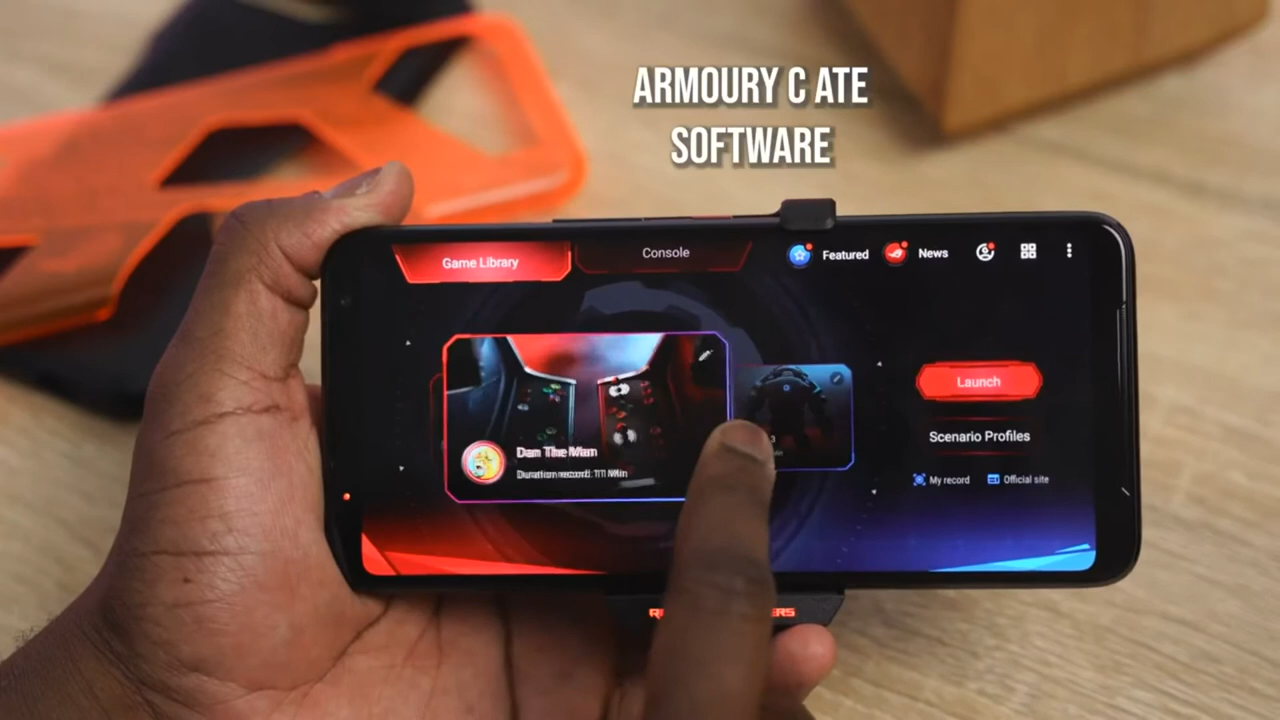 ARMOURY C ATE
SOFTWARE
Game Library
Console
Featured
News
Launch
Scenario Profiles
My record
Official site
Dan The Man
Duration record: 11 Min